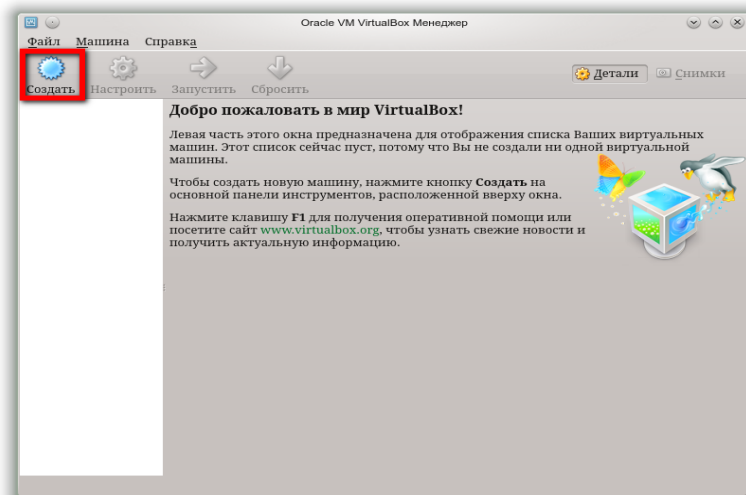 Oracle VM VirtualBox Менеджер
Файл Машина Справка
Создать Настроить Запустить Сбросить Детали Снимки
Добро пожаловать в мир VirtualBox!
Левая часть этого окна предназначена для отображения списка Ваших виртуальных
машин. Этот список сейчас пуст, потому что Вы не создали ни одной виртуальной
машины.
Чтобы создать новую машину, нажмите кнопку Создать на
основной панели инструментов, расположенной вверху окна.
Нажмите клавишу F1 для получения оперативной помощи или
посетите сайт www.virtualbox.org, чтобы узнать свежие новости и
получить актуальную информацию.